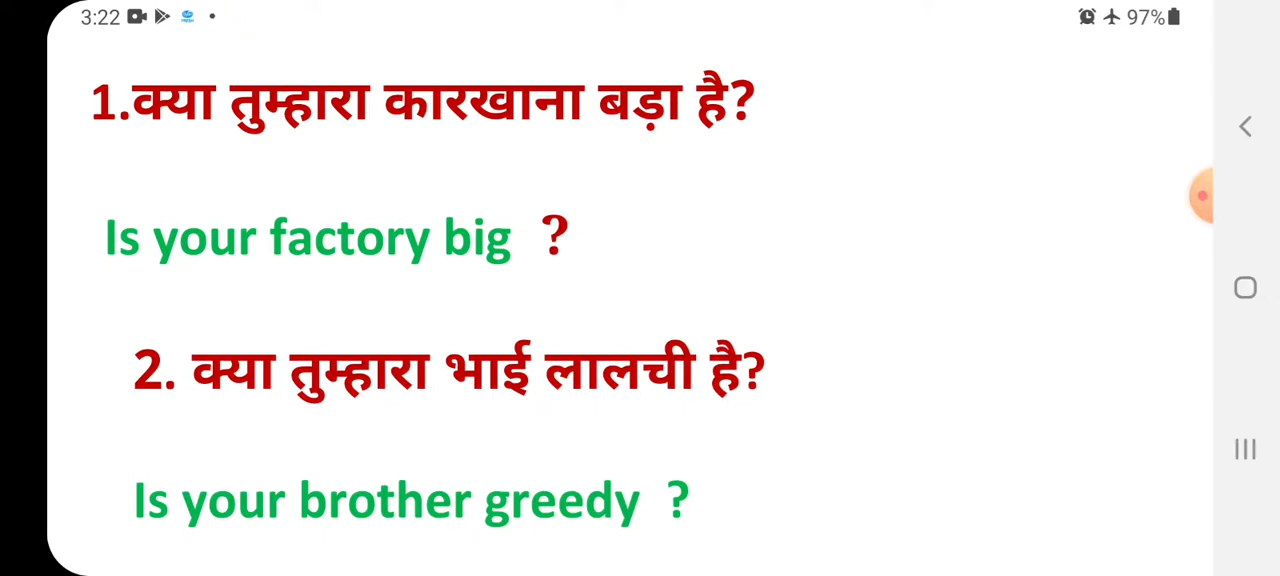 3:22 97%
1.क्या तुम्हारा कारखाना बड़ा है?
Is your factory big ?
2. क्या तुम्हारा भाई लालची है?
Is your brother greedy ?